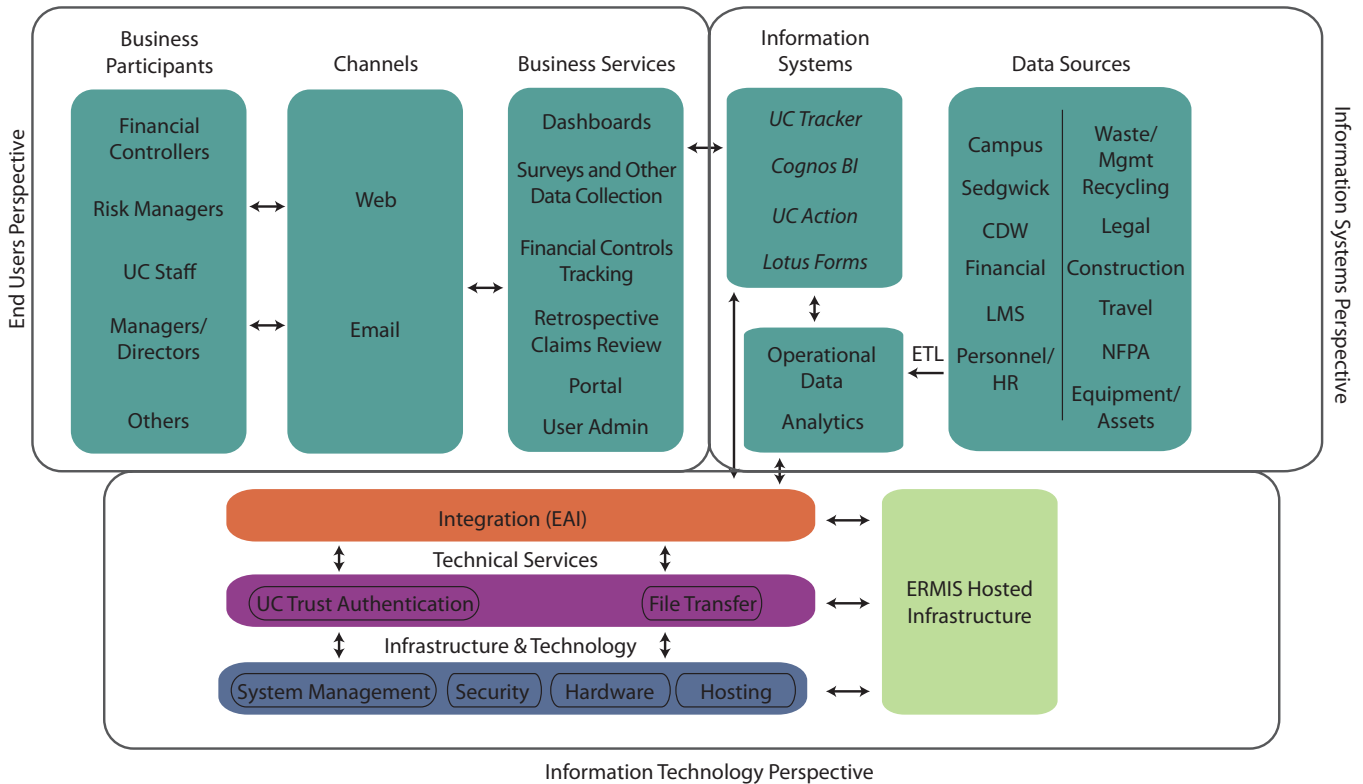 End Users Perspective
Business
Participants
Financial
Controllers
Risk Managers
UC Staff
Managers/
Directors
Others
Channels
Web
Email
Business Services
Dashboards
Surveys and Other
Data Collection
Financial Controls
Tracking
Retrospective
Claims Review
Portal
User Admin
Information
Systems
UC Tracker
Cognos BI
UC Action
Lotus Forms
Operational
Data
Analytics
ETL
Data Sources
Campus
Sedgwick
CDW
Financial
LMS
Personnel/
HR
Waste/
Mgmt
Recycling
Legal
Construction
Travel
NFPA
Equipment/
Assets
Information Systems Perspective
Integration (EAI)
Technical Services
UC Trust Authentication
File Transfer
Infrastructure & Technology
System Management
Security
Hardware
Hosting
ERMIS Hosted
Infrastructure
Information Technology Perspective